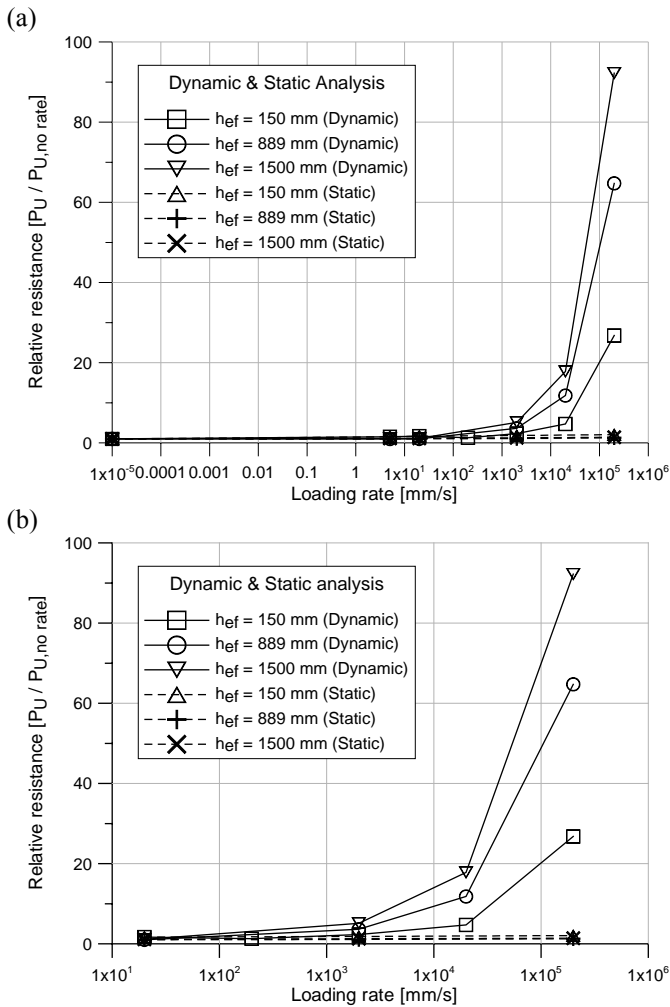 (a)
100
80
60
40
20
0
Relative resistance [PU / PU,no rate]
Dynamic & Static Analysis
hef = 150 mm (Dynamic)
hef = 889 mm (Dynamic)
hef = 1500 mm (Dynamic)
hef = 150 mm (Static)
hef = 889 mm (Static)
hef = 1500 mm (Static)
1x10-5 0.0001 0.001 0.01 0.1 1 1x101 1x102 1x103 1x104 1x105 1x106
Loading rate [mm/s]
(b)
100
80
60
40
20
0
Relative resistance [PU / PU,no rate]
Dynamic & Static analysis
hef = 150 mm (Dynamic)
hef = 889 mm (Dynamic)
hef = 1500 mm (Dynamic)
hef = 150 mm (Static)
hef = 889 mm (Static)
hef = 1500 mm (Static)
1x101 1x103 1x104 1x105 1x106
Loading rate [mm/s]